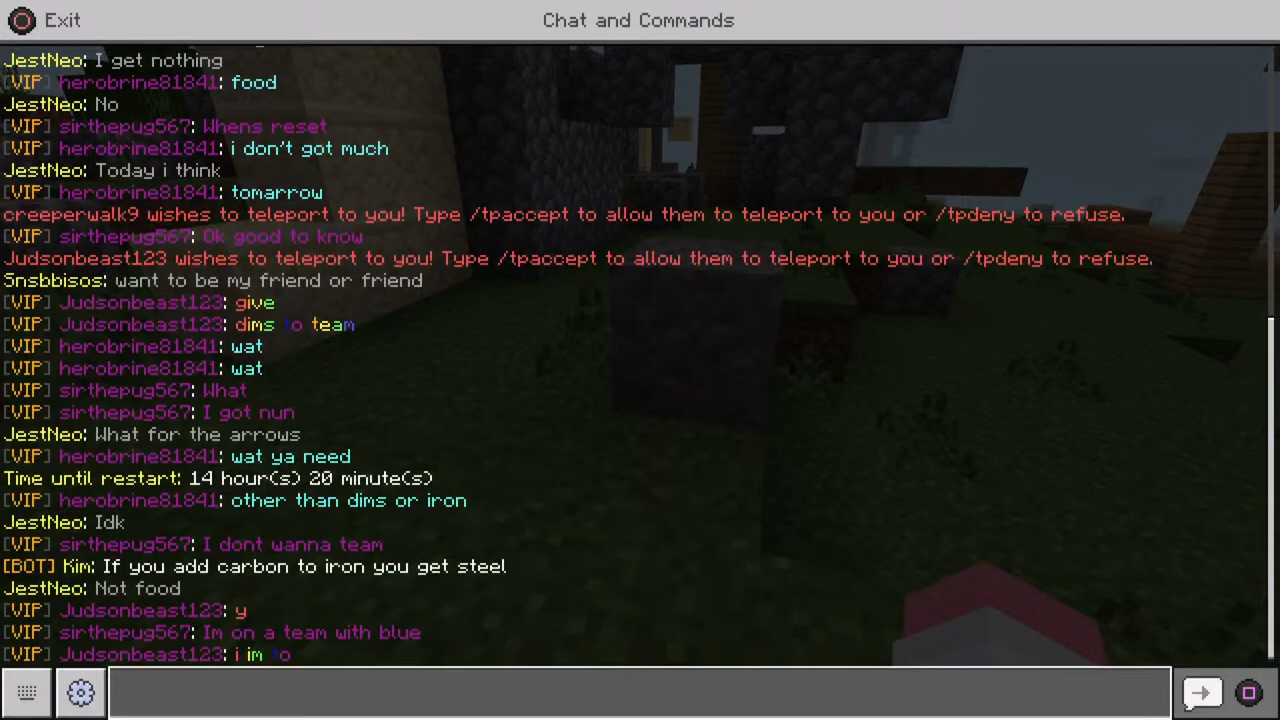 Exit
Chat and Commands
JestNeo: I get nothing
[VIP] herobrine81841: food
JestNeo: No
[VIP] sirthepug567: Whens reset
[VIP] herobrine81841: i don't got much
JestNeo: Today i think
[VIP] herobrine81841: tomarrow
creeperwalk9 wishes to teleport to you! Type /tpaccept to allow them to teleport to you or /tpdeny to refuse.
[VIP] sirthepug567: Ok good to know
Judsonbeast123 wishes to teleport to you! Type /tpaccept to allow them to teleport to you or /tpdeny to refuse.
Snsbbisos: want to be my friend or friend
[VIP] Judsonbeast123: give
[VIP] Judsonbeast123: dims to team
[VIP] herobrine81841: wat
[VIP] herobrine81841: wat
[VIP] sirthepug567: What
[VIP] sirthepug567: I got nun
JestNeo: What for the arrows
[VIP] herobrine81841: wat ya need
Time until restart: 14 hour(s) 20 minute(s)
[VIP] herobrine81841: other than dims or iron
JestNeo: Idk
[VIP] sirthepug567: I dont wanna team
[BOT] Kim: If you add carbon to iron you get steel
JestNeo: Not food
[VIP] Judsonbeast123: y
[VIP] sirthepug567: Im on a team with blue
[VIP] Judsonbeast123: i im to